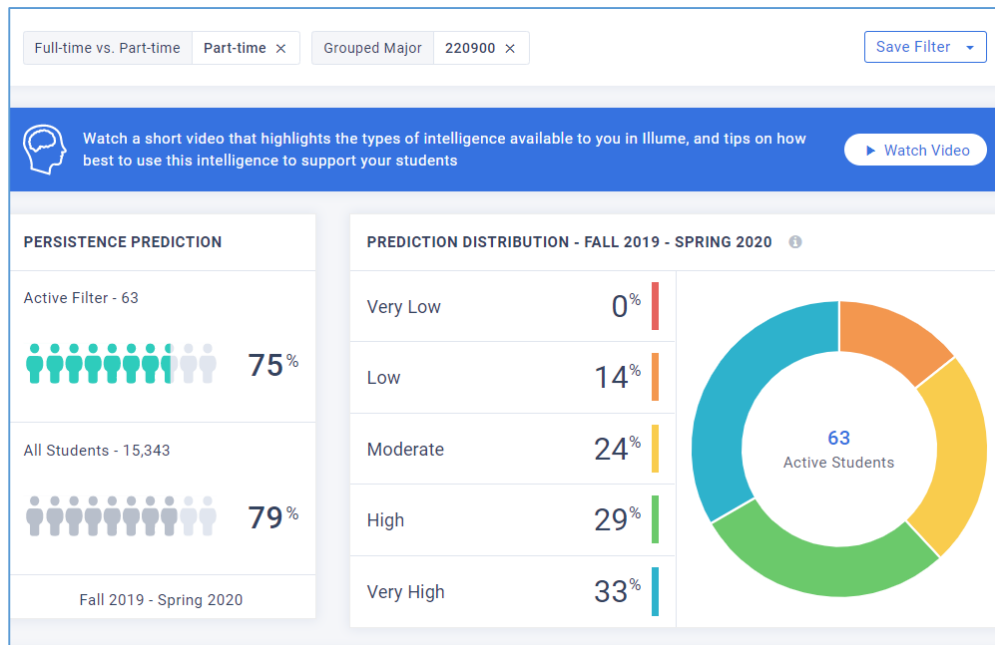 Full-time vs. Part-time Part-time × Grouped Major 220900 × Save Filter
Watch a short video that highlights the types of intelligence available to you in Illume, and tips on how
best to use this intelligence to support your students
Watch Video
PERSISTENCE PREDICTION
Active Filter - 63
75%
All Students - 15,343
79%
Fall 2019 - Spring 2020
PREDICTION DISTRIBUTION - FALL 2019 - SPRING 2020
Very Low 0%
Low 14%
Moderate 24%
High 29%
Very High 33%
63
Active Students